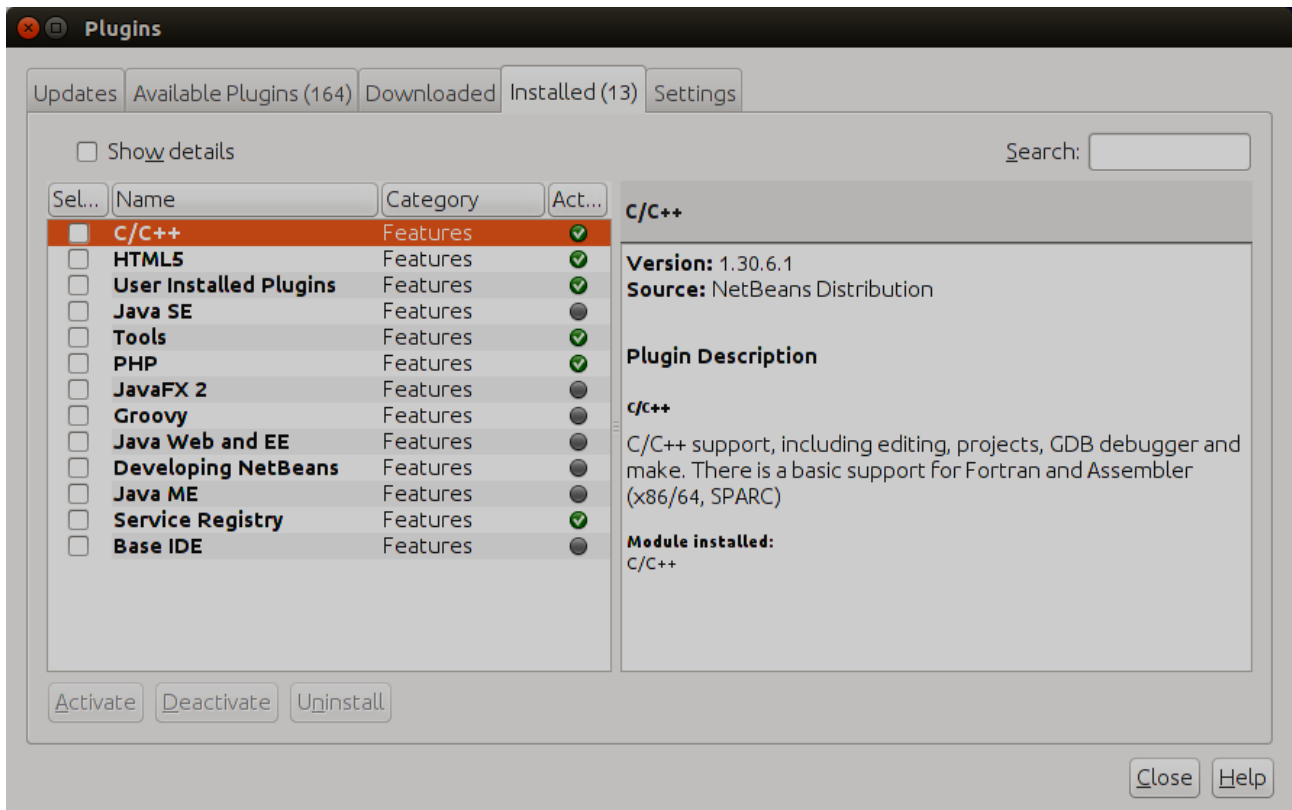 Plugins
Updates Available Plugins (164) Downloaded Installed (13) Settings
Show details Search:
Sel... Name Category Act...
C/C++ Features
HTML5 Features
User Installed Plugins Features
Java SE Features
Tools Features
PHP Features
JavaFX 2 Features
Groovy Features
Java Web and EE Features
Developing NetBeans Features
Java ME Features
Service Registry Features
Base IDE Features
C/C++
Version: 1.30.6.1
Source: NetBeans Distribution
Plugin Description
C/C++
C/C++ support, including editing, projects, GDB debugger and
make. There is a basic support for Fortran and Assembler
(x86/64, SPARC)
Module installed:
C/C++
Activate Deactivate Uninstall
Close Help